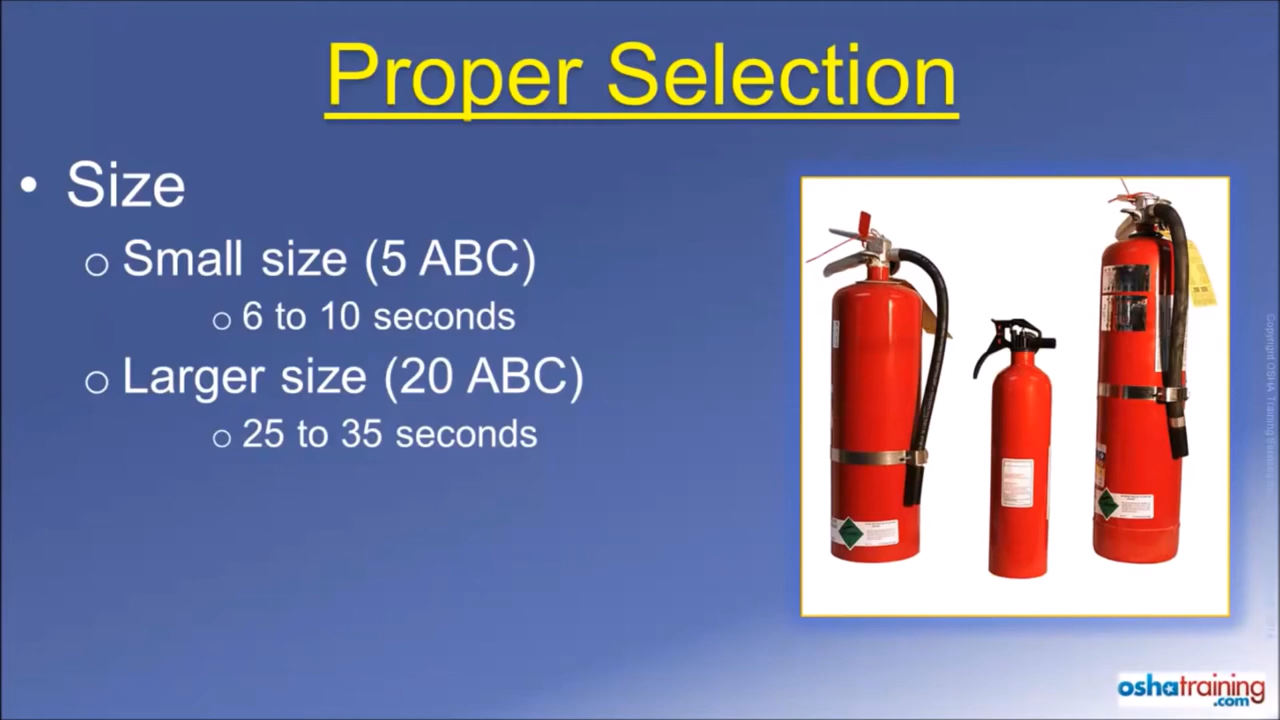 Proper Selection
• Size
o Small size (5 ABC)
o 6 to 10 seconds
o Larger size (20 ABC)
o 25 to 35 seconds
oshatraining
.com